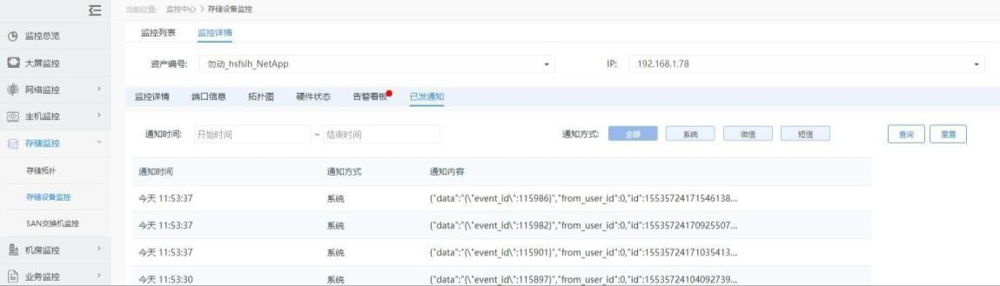 当前位置: 监控中心 > 存储设备监控
监控总览
大屏监控
网络监控
主机监控
存储监控
存储拓扑
存储设备监控
SAN交换机监控
机房监控
业务监控
监控列表 监控详情
资产编号: 勿动_hsfsih_NetApp IP: 192.168.1.78
监控详情 端口信息 拓扑图 硬件状态 告警看板 已发通知
通知时间: 开始时间 ~ 结束时间 通知方式: 全部 系统 微信 短信 查询 重置
通知时间 通知方式 通知内容
今天 11:53:37 系统 {"data":"{\"event_id\":115986}","from_user_id":0,"id":15535724171546138...
今天 11:53:37 系统 {"data":"{\"event_id\":115982}","from_user_id":0,"id":15535724170925507...
今天 11:53:37 系统 {"data":"{\"event_id\":115901}","from_user_id":0,"id":15535724171035413...
今天 11:53:30 系统 {"data":"{\"event_id\":115897}","from_user_id":0,"id":15535724104092739...